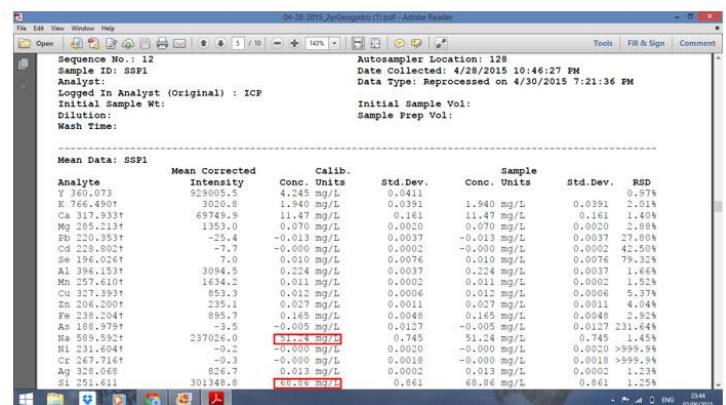 04-28-2015_2yrGeogydro (1).pdf - Adobe Reader
File Edit View Window Help
Open 5 / 10 143% Tools Fill & Sign Comment
Sequence No.: 12 Autosampler Location: 128
Sample ID: SSP1 Date Collected: 4/28/2015 10:46:27 PM
Analyst: Data Type: Reprocessed on 4/30/2015 7:21:36 PM
Logged In Analyst (Original) : ICP
Initial Sample Wt: Initial Sample Vol:
Dilution: Sample Prep Vol:
Wash Time:
Mean Data: SSP1
Mean Corrected Calib. Sample
Analyte Intensity Conc. Units Std.Dev. Conc. Units Std.Dev. RSD
Y 360.073 929005.5 4.245 mg/L 0.0411 0.97%
K 766.490† 3020.8 1.940 mg/L 0.0391 1.940 mg/L 0.0391 2.01%
Ca 317.933† 69749.9 11.47 mg/L 0.161 11.47 mg/L 0.161 1.40%
Mg 285.213† 1353.0 0.070 mg/L 0.0020 0.070 mg/L 0.0020 2.88%
Pb 220.353† -25.4 -0.013 mg/L 0.0037 -0.013 mg/L 0.0037 27.80%
Cd 228.802† -7.7 -0.000 mg/L 0.0002 -0.000 mg/L 0.0002 42.50%
Se 196.026† 7.0 0.010 mg/L 0.0076 0.010 mg/L 0.0076 79.32%
Al 396.153† 3094.5 0.224 mg/L 0.0037 0.224 mg/L 0.0037 1.66%
Mn 257.610† 1634.2 0.011 mg/L 0.0002 0.011 mg/L 0.0002 1.52%
Cu 327.393† 853.3 0.012 mg/L 0.0006 0.012 mg/L 0.0006 5.37%
Zn 206.200† 235.1 0.027 mg/L 0.0011 0.027 mg/L 0.0011 4.04%
Fe 238.204† 895.7 0.165 mg/L 0.0048 0.165 mg/L 0.0048 2.92%
As 188.979† -3.5 -0.005 mg/L 0.0127 -0.005 mg/L 0.0127 231.64%
Na 589.592† 237026.0 51.24 mg/L 0.745 51.24 mg/L 0.745 1.45%
Ni 231.604† -0.2 -0.000 mg/L 0.0020 -0.000 mg/L 0.0020 >999.9%
Cr 267.716† -0.3 -0.000 mg/L 0.0018 -0.000 mg/L 0.0018 >999.9%
Ag 328.068 826.7 0.013 mg/L 0.0002 0.013 mg/L 0.0002 1.23%
Si 251.611 301348.8 68.86 mg/L 0.861 68.86 mg/L 0.861 1.25%
ENG 23:44
02/06/2015